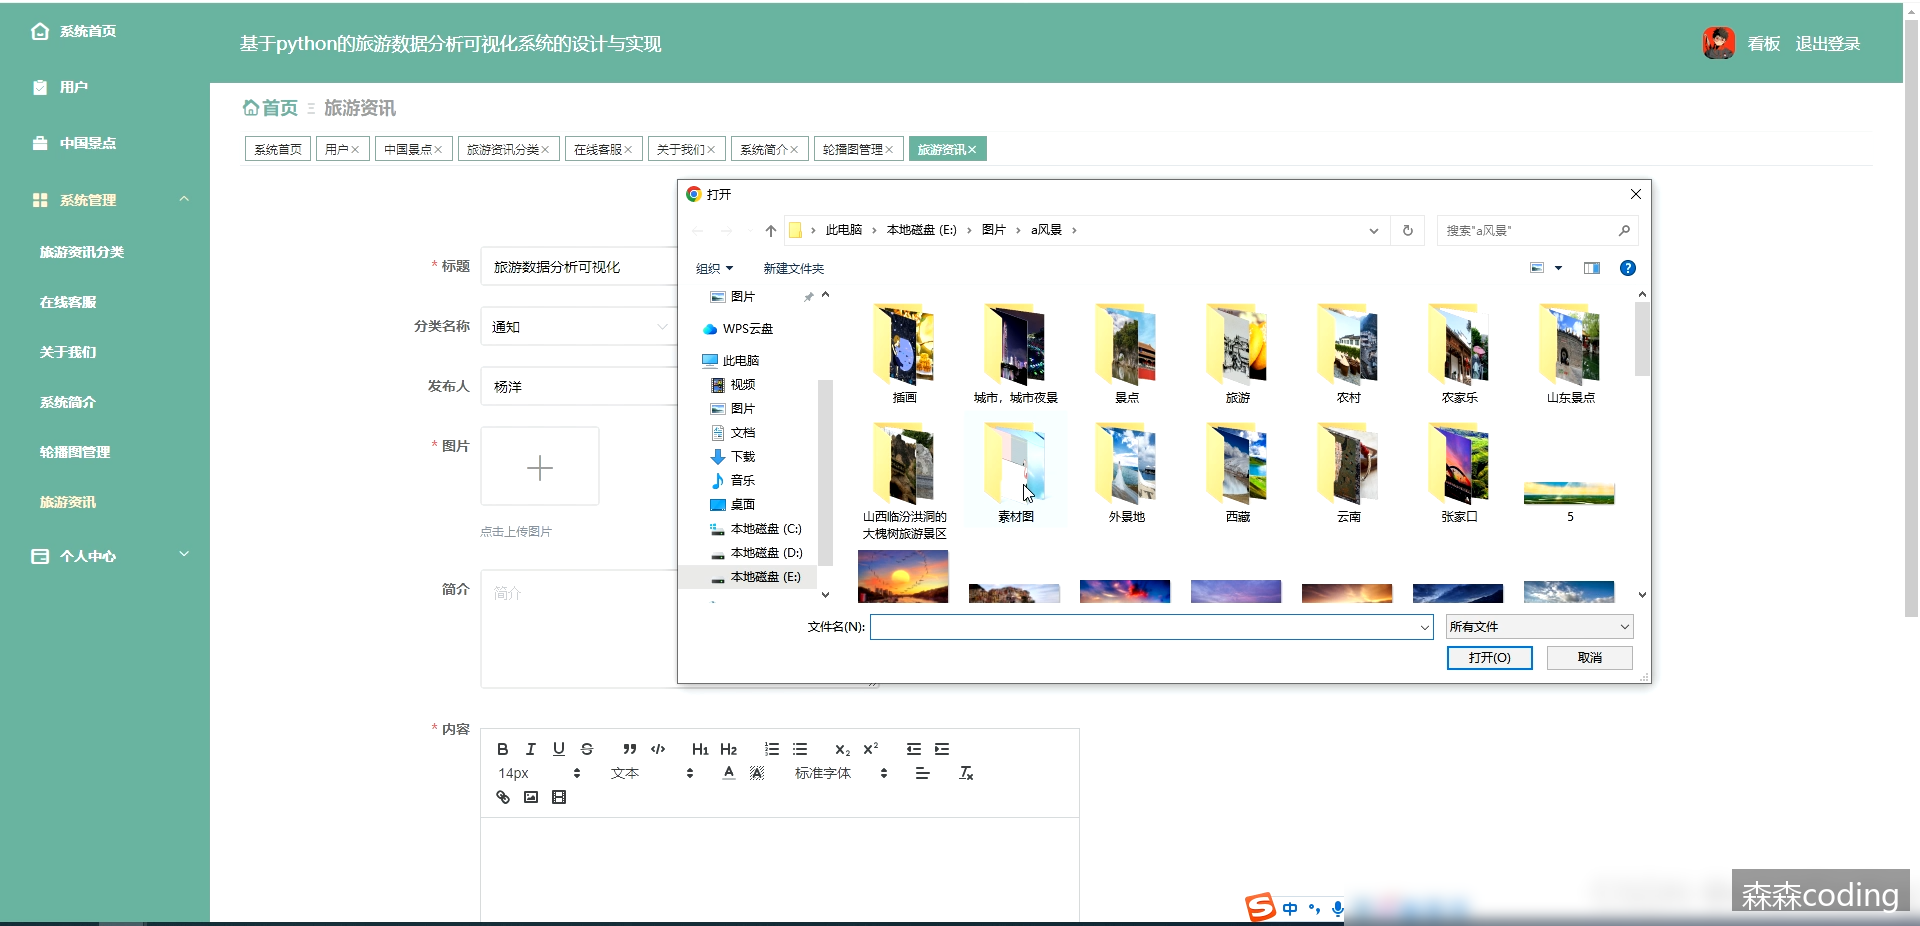 系统首页
用户
中国景点
系统管理
旅游资讯分类
在线客服
关于我们
系统简介
轮播图管理
旅游资讯
个人中心
基于python的旅游数据分析可视化系统的设计与实现
看板 退出登录
首页 旅游资讯
系统首页 用户× 中国景点× 旅游资讯分类× 在线客服× 关于我们× 系统简介× 轮播图管理× 旅游资讯×
* 标题 旅游数据分析可视化
分类名称 通知
发布人 杨洋
* 图片
点击上传图片
简介 简介
* 内容
B I U S H1 H2 X₂ X²
14px 文本 A A 标准字体
打开
此电脑 › 本地磁盘 (E:) › 图片 › a风景 ›
搜索"a风景"
组织 新建文件夹
图片
WPS云盘
此电脑
视频
图片
文档
下载
音乐
桌面
本地磁盘 (C:)
本地磁盘 (D:)
本地磁盘 (E:)
插画 城市，城市夜景 景点 旅游 农村 农家乐 山东景点
山西临汾洪洞的
大槐树旅游景区
素材图 外景地 西藏 云南 张家口 5
文件名(N): 所有文件
打开(O) 取消
S 中
森森coding